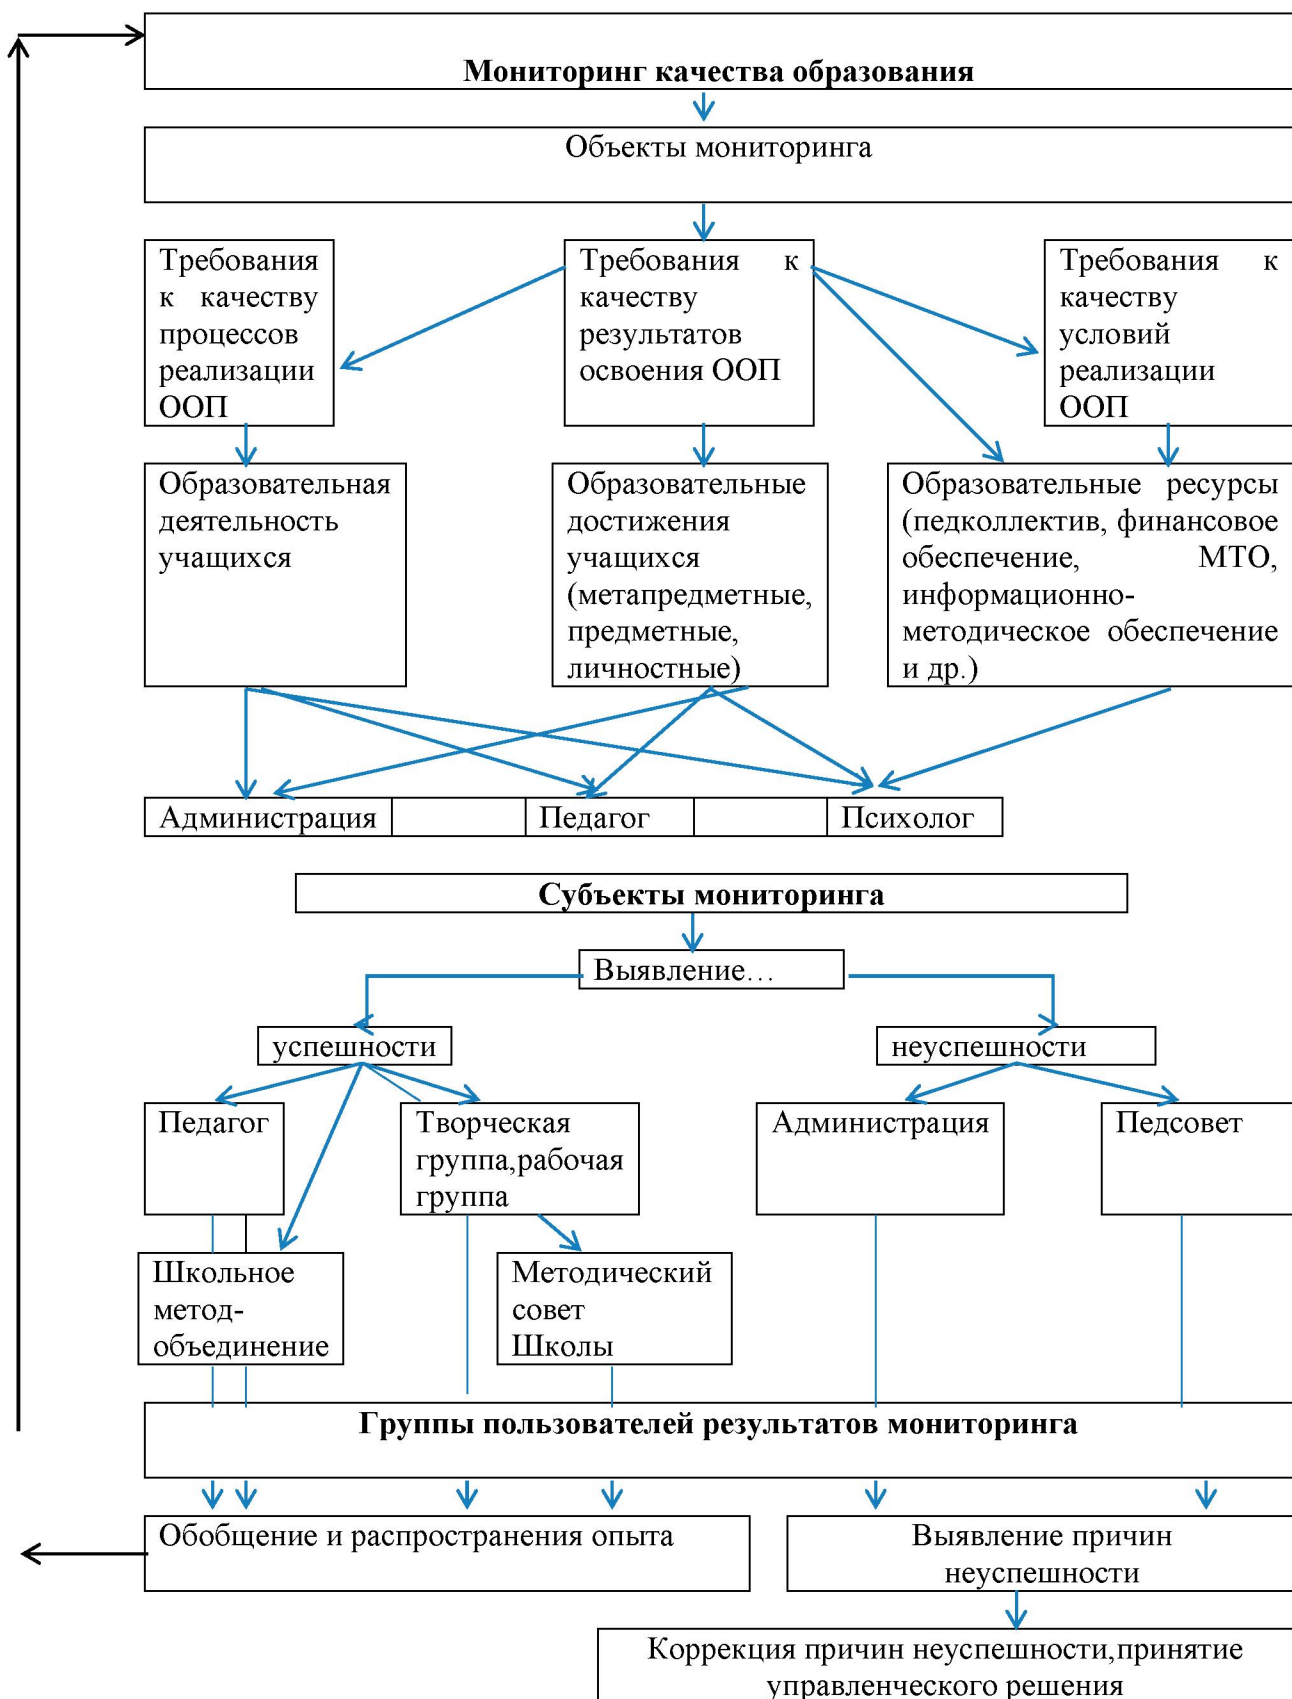 Мониторинг качества образования
Объекты мониторинга
Требования
к качеству
процессов
реализации
ООП
Требования к
качеству
результатов
освоения ООП
Требования к
качеству
условий
реализации
ООП
Образовательная
деятельность
учащихся
Образовательные
достижения
учащихся
(метапредметные,
предметные,
личностные)
Образовательные ресурсы
(педколлектив, финансовое
обеспечение, МТО,
информационно-
методическое обеспечение
и др.)
Администрация
Педагог
Психолог
Субъекты мониторинга
Выявление...
успешности
неуспешности
Педагог
Творческая
группа,рабочая
группа
Администрация
Педсовет
Школьное
метод-
объединение
Методический
совет
Школы
Группы пользователей результатов мониторинга
Обобщение и распространения опыта
Выявление причин
неуспешности
Коррекция причин неуспешности,принятие
управленческого решения